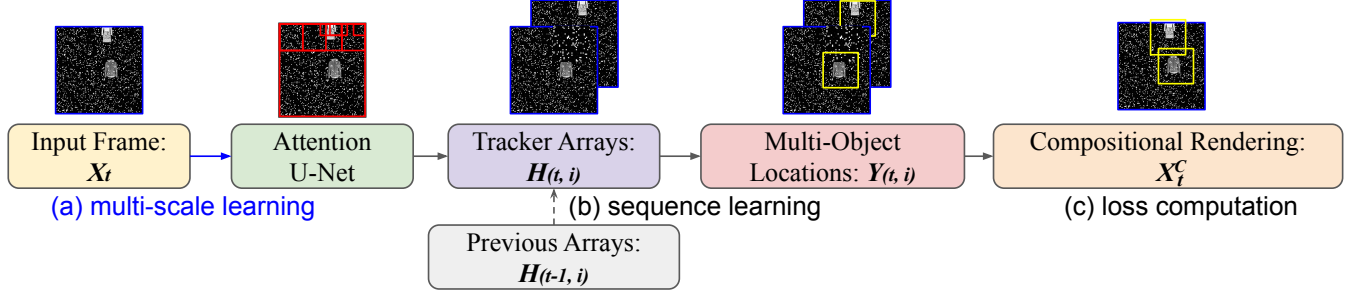 Input Frame:
Xt
Attention
U-Net
Tracker Arrays:
H(t, i)
Multi-Object
Locations: Y(t, i)
Compositional Rendering:
X_t^C
(a) multi-scale learning
(b) sequence learning
(c) loss computation
Previous Arrays:
H(t-1, i)